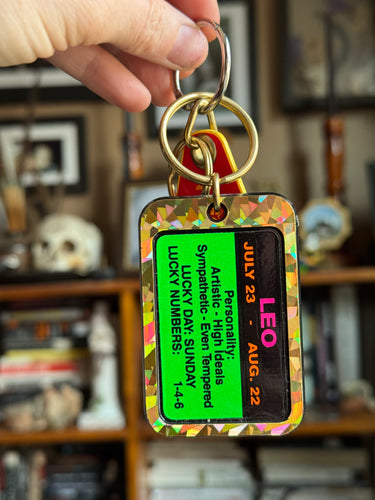 LEO
JULY 23 - AUG. 22
Personality:
Artistic - High Ideals
Sympathetic - Even Tempered
LUCKY DAY: SUNDAY
LUCKY NUMBERS: 1-4-6